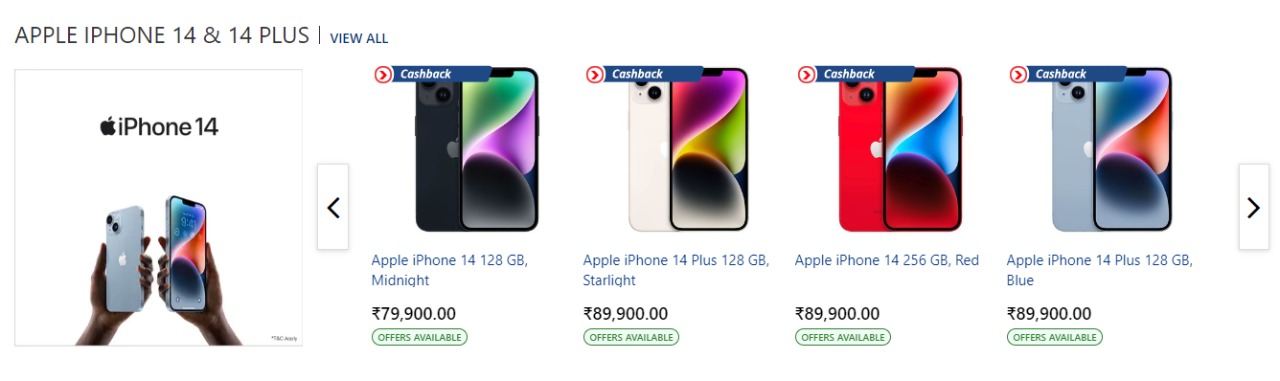 APPLE IPHONE 14 & 14 PLUS | VIEW ALL
iPhone 14
*T&C Apply
Cashback
Apple iPhone 14 128 GB,
Midnight
₹79,900.00
OFFERS AVAILABLE
Cashback
Apple iPhone 14 Plus 128 GB,
Starlight
₹89,900.00
OFFERS AVAILABLE
Cashback
Apple iPhone 14 256 GB, Red
₹89,900.00
OFFERS AVAILABLE
Cashback
Apple iPhone 14 Plus 128 GB,
Blue
₹89,900.00
OFFERS AVAILABLE